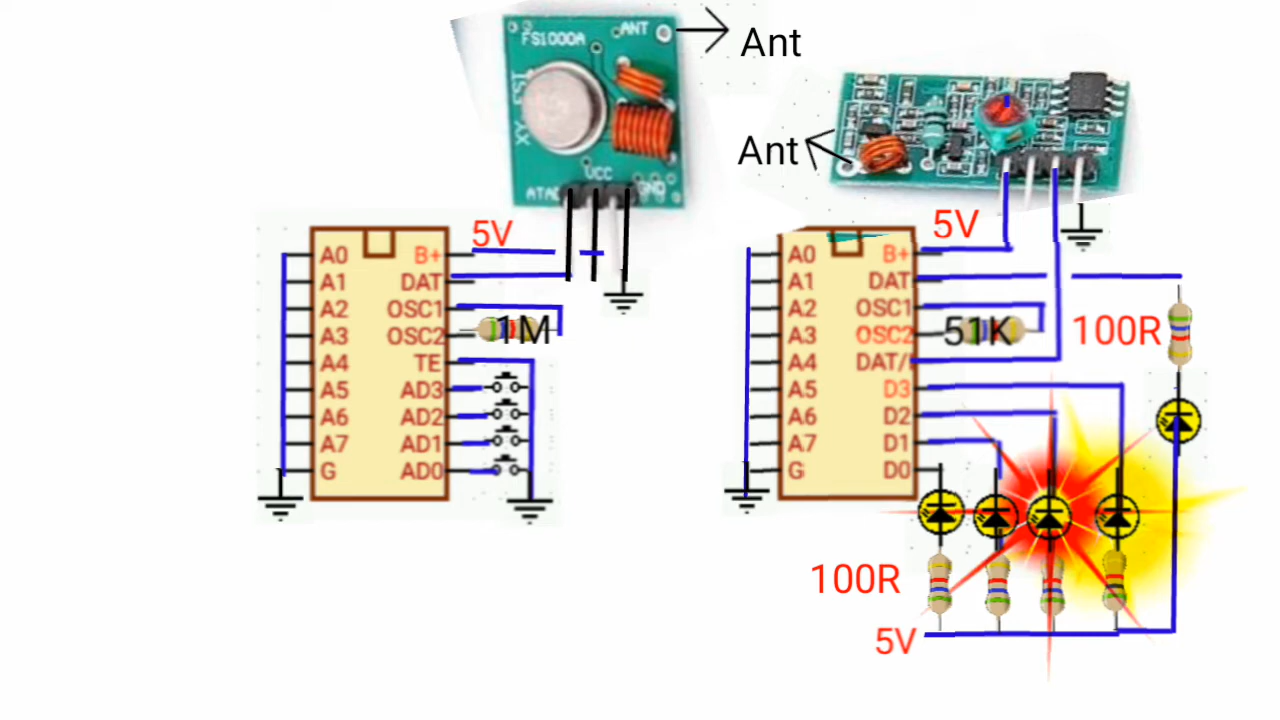 FS1000A
ANT
Ant
XY-FST
VCC
ATAD
GND
Ant
5V
A0
A1
A2
A3
A4
A5
A6
A7
G
B+
DAT
OSC1
OSC2
TE
AD3
AD2
AD1
AD0
1M
5V
A0
A1
A2
A3
A4
A5
A6
A7
G
B+
DAT
OSC1
OSC2
DAT/
D3
D2
D1
D0
51K
100R
100R
5V